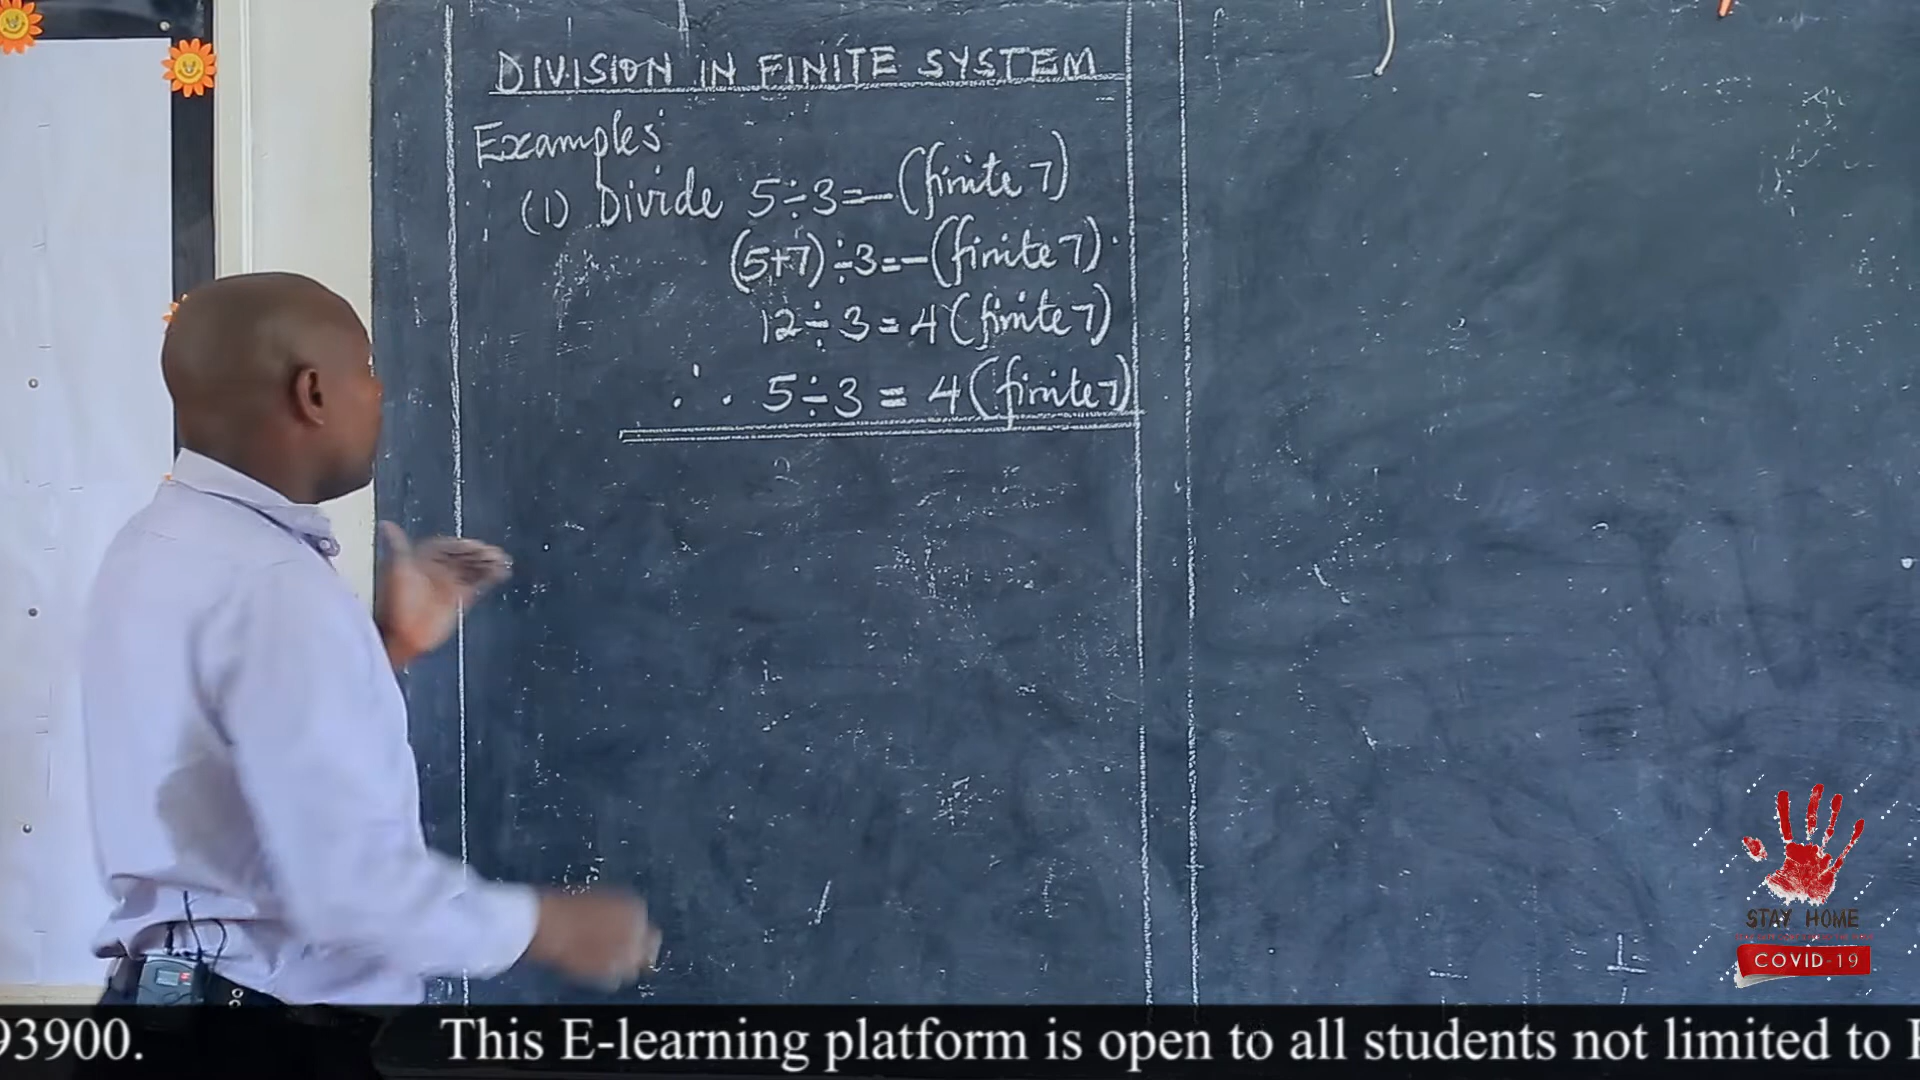 DIVISION IN FINITE SYSTEM
Examples
(1) Divide 5÷3=—(finite 7)
(5+7)÷3=—(finite 7).
12÷3=4(finite 7)
∴ 5÷3=4(finite 7)
STAY HOME
COVID-19
93900. This E-learning platform is open to all students not limited to